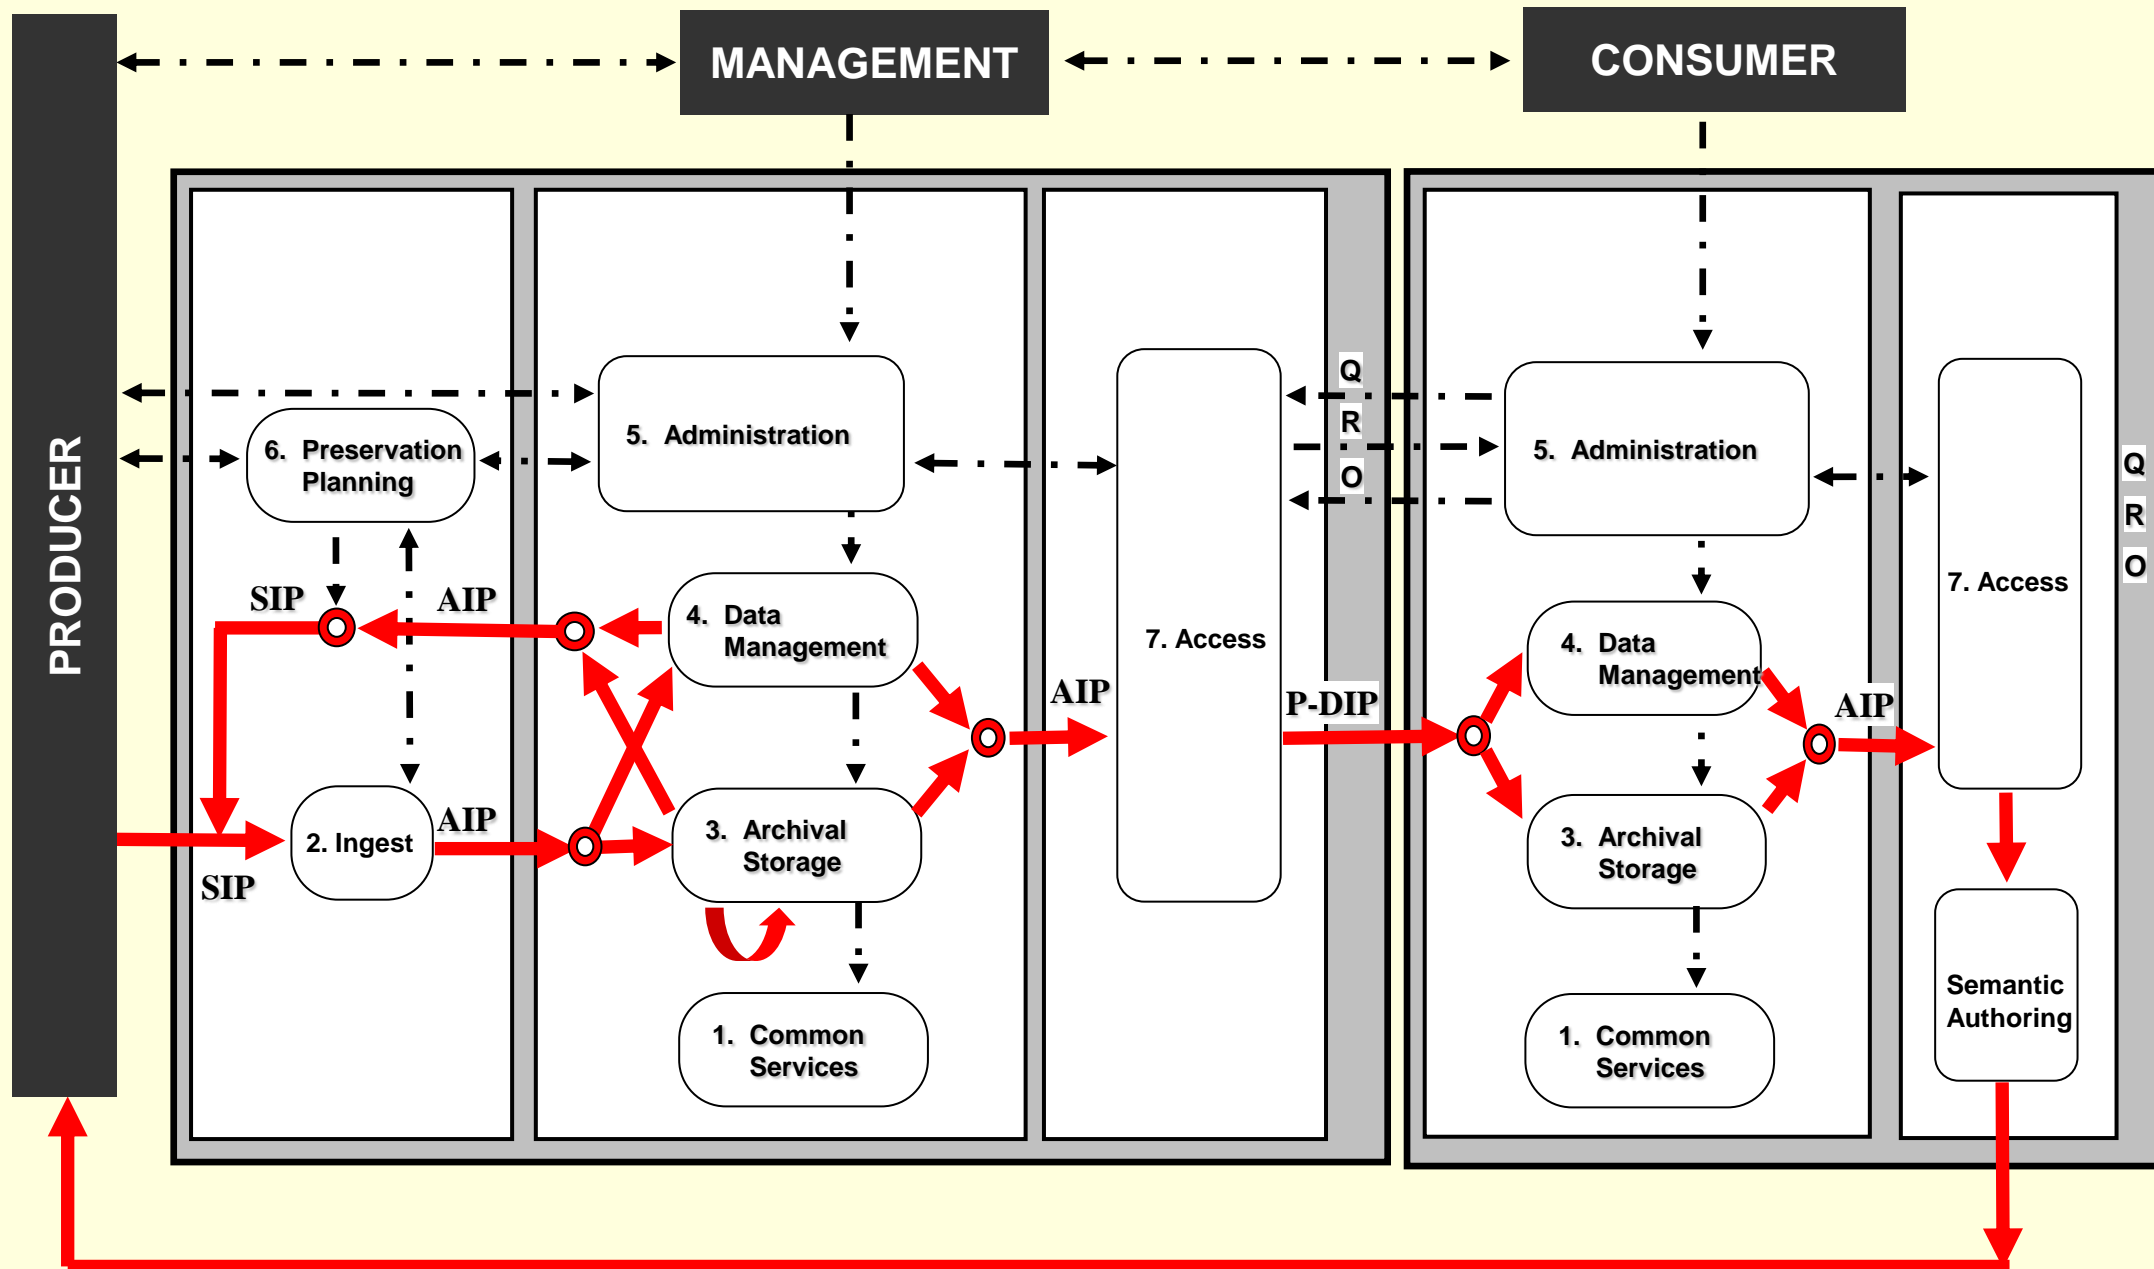 MANAGEMENT
CONSUMER
PRODUCER
6. Preservation
Planning
5. Administration
SIP
AIP
4. Data
Management
2. Ingest
AIP
SIP
3. Archival
Storage
1. Common
Services
AIP
7. Access
Q
R
O
P-DIP
5. Administration
4. Data
Management
3. Archival
Storage
1. Common
Services
AIP
7. Access
Semantic
Authoring
Q
R
O